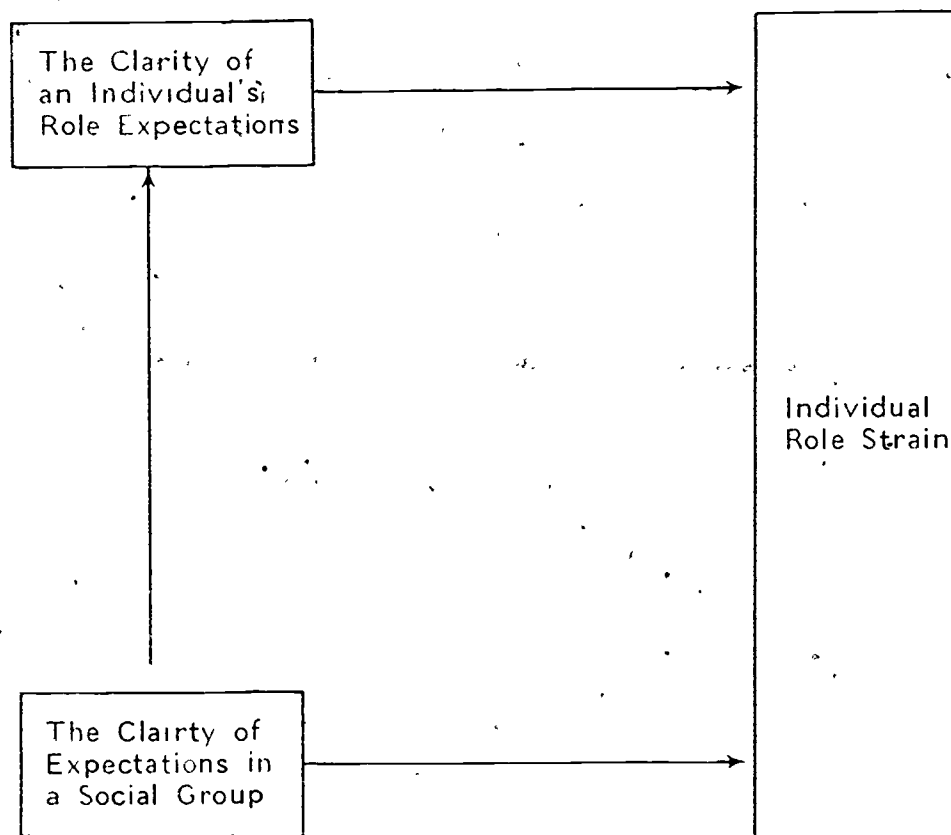 The Clarity of
an Individual's
Role Expectations
Individual
Role Strain
The Clairty of
Expectations in
a Social Group